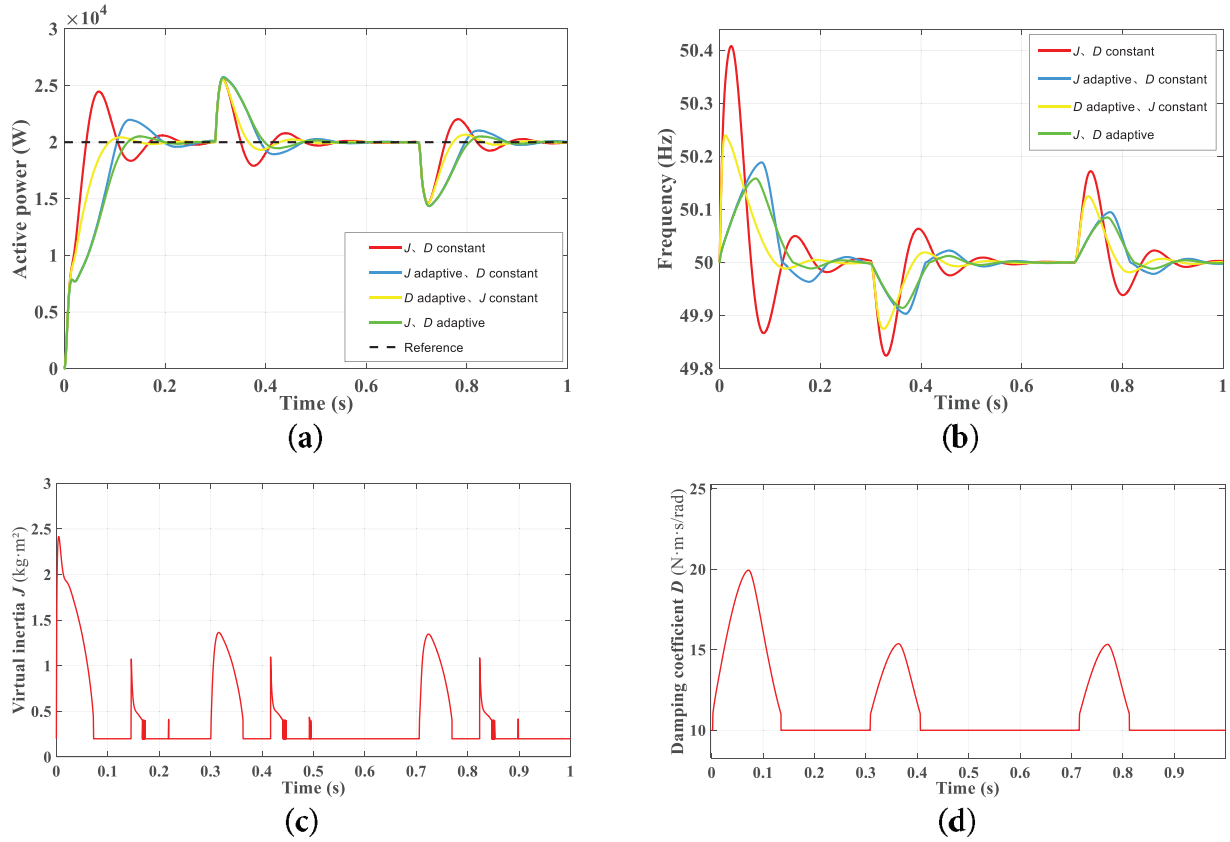 ×10⁴
3
2.5
2
1.5
1
0.5
0
Active power (W)
J、D constant
J adaptive、D constant
D adaptive、J constant
J、D adaptive
Reference
0 0.2 0.4 0.6 0.8 1
Time (s)
(a)
50.4
50.3
50.2
50.1
50
49.9
49.8
Frequency (Hz)
J、D constant
J adaptive、D constant
D adaptive、J constant
J、D adaptive
0 0.2 0.4 0.6 0.8 1
Time (s)
(b)
3
2.5
2
1.5
1
0.5
0
Virtual inertia J (kg·m²)
0 0.1 0.2 0.3 0.4 0.5 0.6 0.7 0.8 0.9 1
Time (s)
(c)
25
20
15
10
Damping coefficient D (N·m·s/rad)
0 0.1 0.2 0.3 0.4 0.5 0.6 0.7 0.8 0.9
Time (s)
(d)